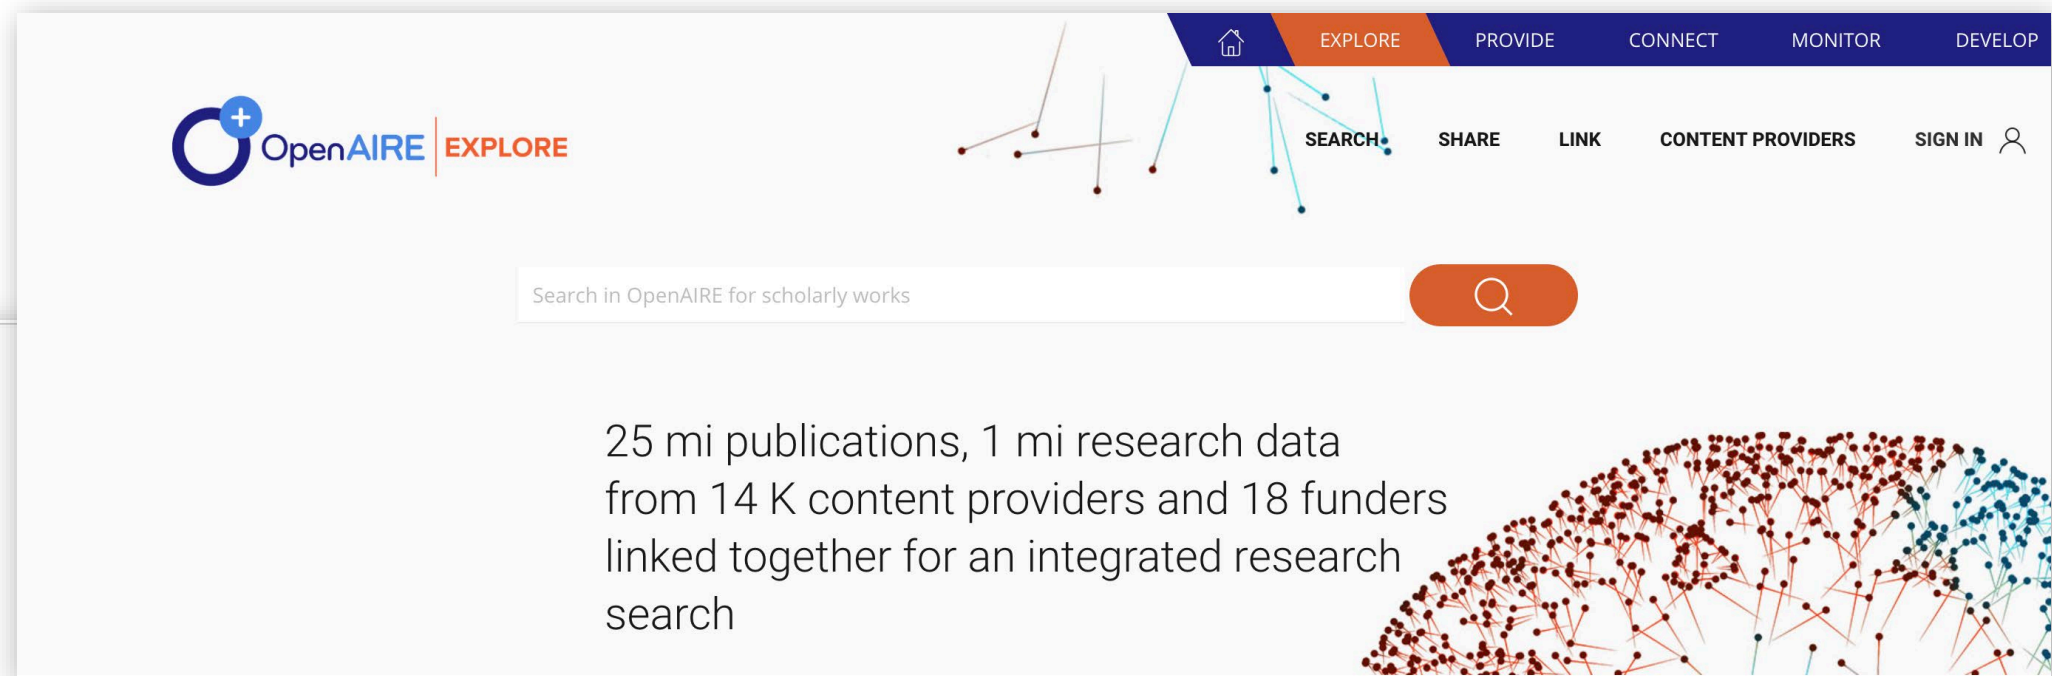 EXPLORE PROVIDE CONNECT MONITOR DEVELOP
OpenAIRE EXPLORE
SEARCH SHARE LINK CONTENT PROVIDERS SIGN IN
Search in OpenAIRE for scholarly works
25 mi publications, 1 mi research data
from 14 K content providers and 18 funders
linked together for an integrated research
search